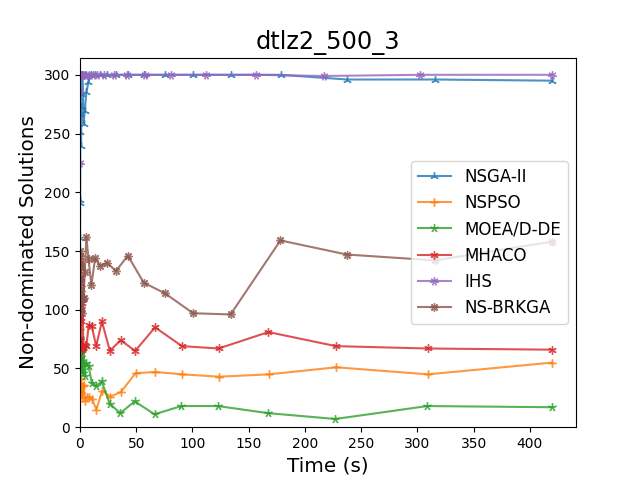 dtlz2_500_3
300
250
200
150
100
50
0
Non-dominated Solutions
NSGA-II
NSPSO
MOEA/D-DE
MHACO
IHS
NS-BRKGA
0 50 100 150 200 250 300 350 400
Time (s)